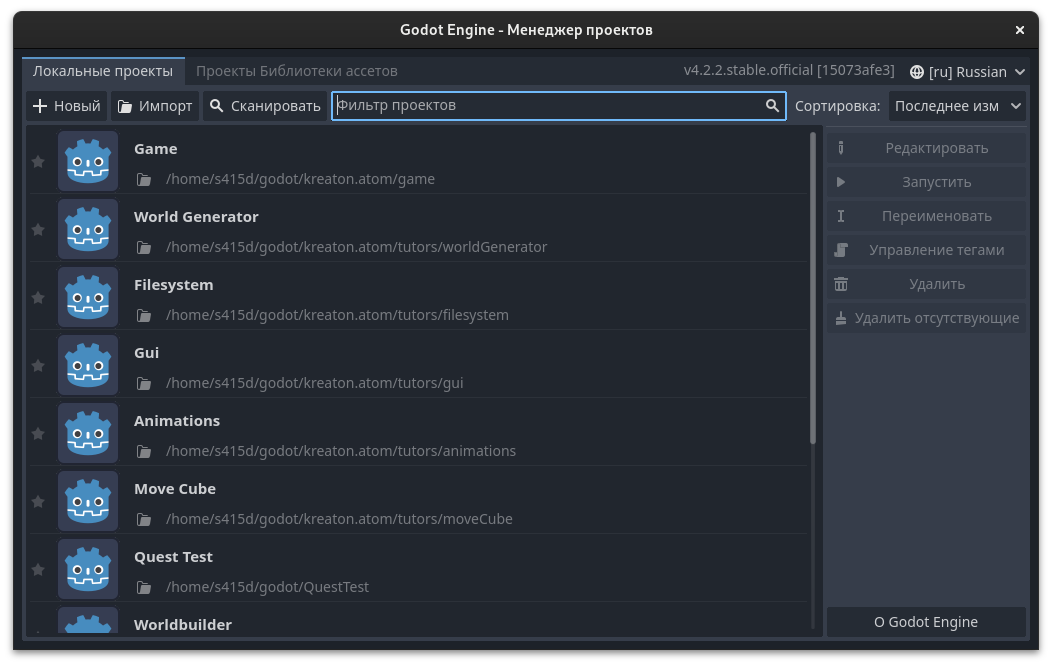 Godot Engine - Менеджер проектов
Локальные проекты
Проекты Библиотеки ассетов
v4.2.2.stable.official [15073afe3]
[ru] Russian
Новый
Импорт
Сканировать
Фильтр проектов
Сортировка:
Последнее изм
Game
/home/s415d/godot/kreaton.atom/game
World Generator
/home/s415d/godot/kreaton.atom/tutors/worldGenerator
Filesystem
/home/s415d/godot/kreaton.atom/tutors/filesystem
Gui
/home/s415d/godot/kreaton.atom/tutors/gui
Animations
/home/s415d/godot/kreaton.atom/tutors/animations
Move Cube
/home/s415d/godot/kreaton.atom/tutors/moveCube
Quest Test
/home/s415d/godot/QuestTest
Worldbuilder
Редактировать
Запустить
Переименовать
Управление тегами
Удалить
Удалить отсутствующие
О Godot Engine